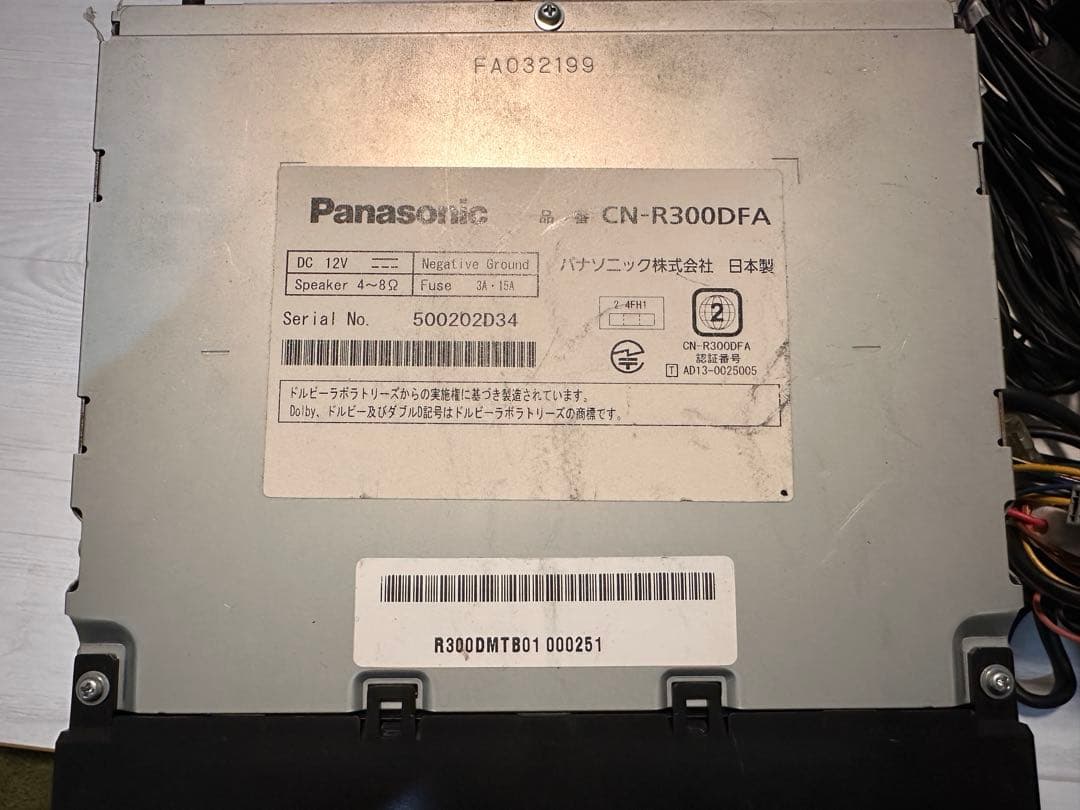 FA032199
Panasonic 品番 CN-R300DFA
DC 12V Negative Ground
Speaker 4～8Ω Fuse 3A・15A
パナソニック株式会社 日本製
Serial No. 500202D34
2.4FH1
2
CN-R300DFA
認証番号
T AD13-0025005
ドルビーラボラトリーズからの実施権に基づき製造されています。
Dolby、ドルビー及びダブルD記号はドルビーラボラトリーズの商標です。
R300DMTB01 000251